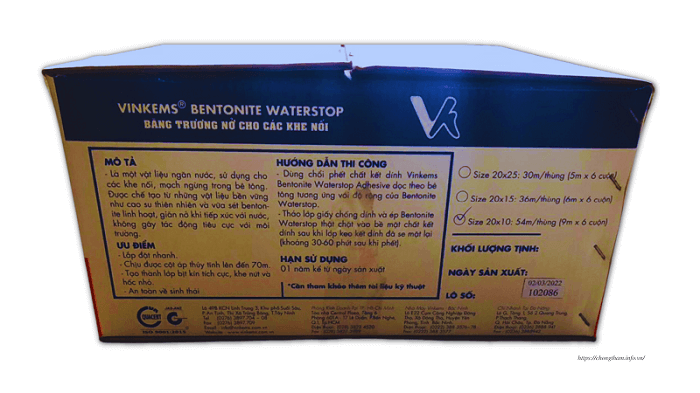 VINKEMS® BENTONITE WATERSTOP
BĂNG TRƯƠNG NỞ CHO CÁC KHE NỐI
MÔ TẢ
- Là một vật liệu ngăn nước, sử dụng cho
các khe nối, mạch ngừng trong bê tông.
Được chế tạo từ những vật liệu bền vững
như cao su thiên nhiên và vữa sét benton-
ite linh hoạt, giãn nở khi tiếp xúc với nước,
không gây tác động tiêu cực với môi
trường.
ƯU ĐIỂM
- Lắp đặt nhanh.
- Chịu được cột áp thủy tĩnh lên đến 70m.
- Tạo thành lớp bịt kín tích cực, khe nứt và
hốc nhỏ.
- An toàn về sinh thái
HƯỚNG DẪN THI CÔNG
- Dùng chổi phết chất kết dính Vinkems
Bentonite Waterstop Adhesive dọc theo bê
tông tương ứng với độ rộng của Bentonite
Waterstop.
- Tháo lớp giấy chống dính và ép Bentonite
Waterstop thật chặt vào bề mặt chất kết
dính sau khi lớp keo kết dính đã se mặt lại
(khoảng 30-60 phút sau khi phết).
HẠN SỬ DỤNG
01 năm kể từ ngày sản xuất
*Cần tham khảo thêm tài liệu kỹ thuật
Size 20x25: 30m/thùng (5m x 6 cuộn)
Size 20x15: 36m/thùng (6m x 6 cuộn)
Size 20x10: 54m/thùng (9m x 6 cuộn)
KHỐI LƯỢNG TỊNH:
NGÀY SẢN XUẤT:
02/03/2022
LÔ SỐ:
102086
https://chongtham.info.vn/